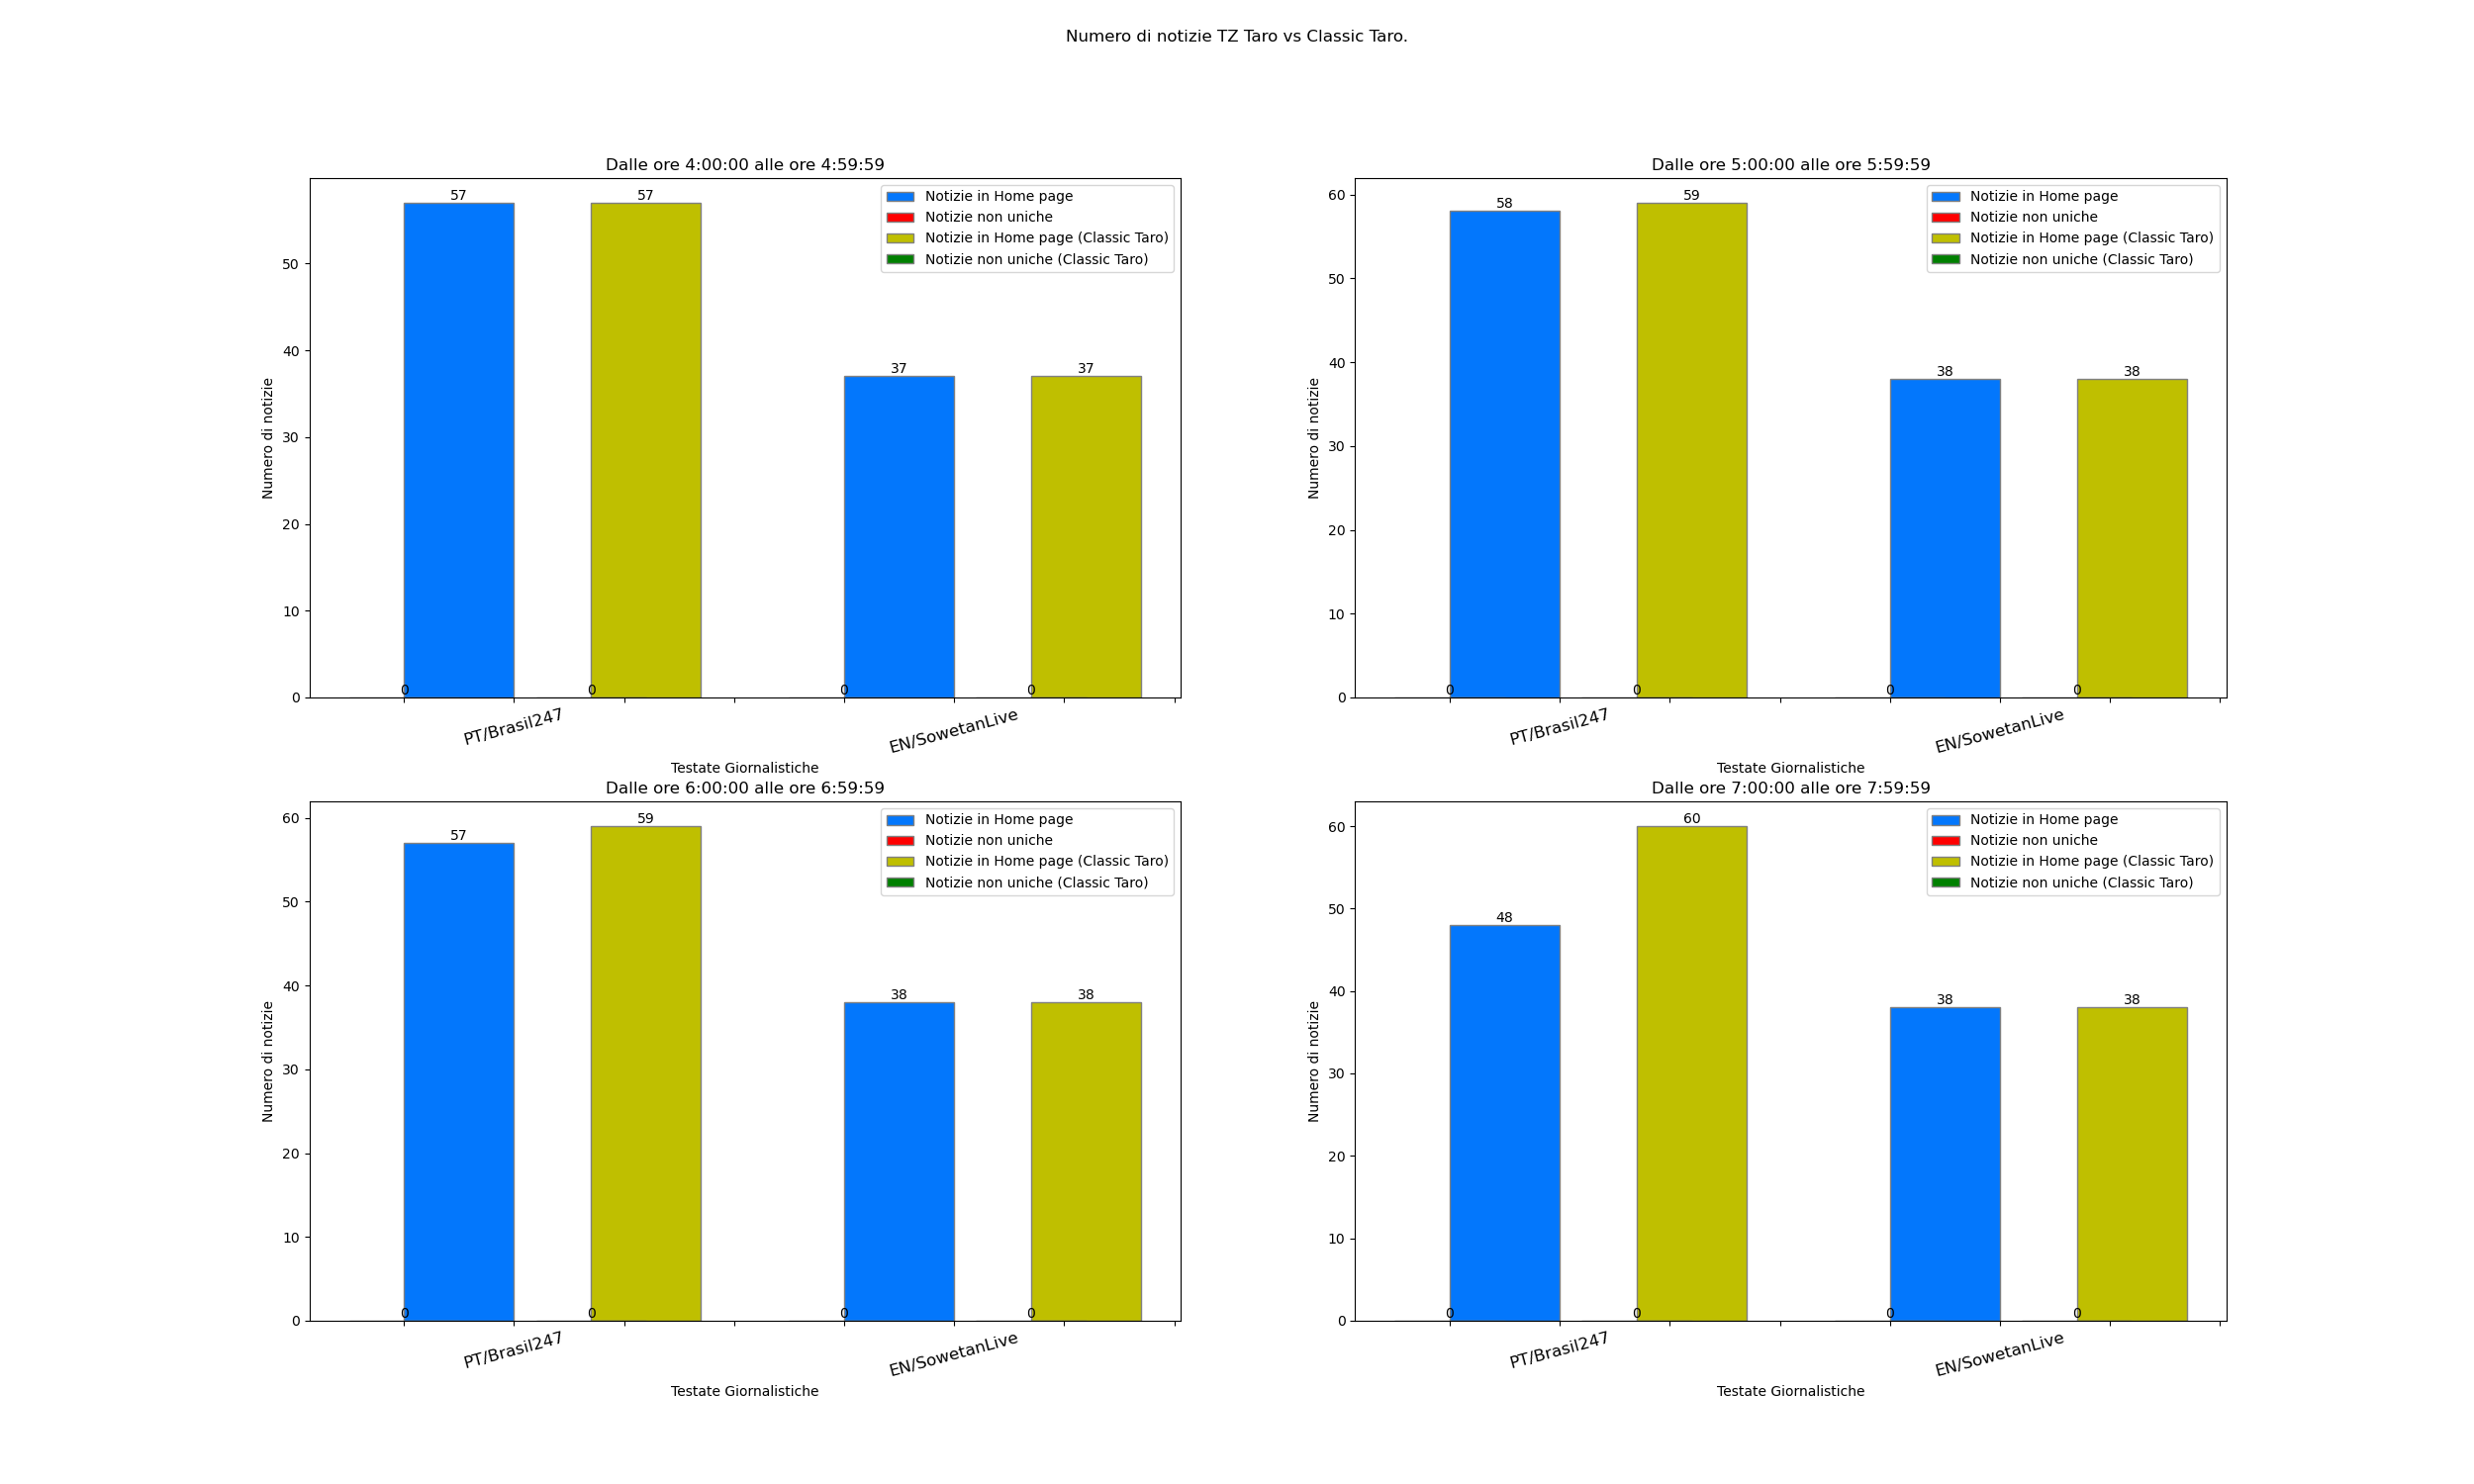 Numero di notizie TZ Taro vs Classic Taro.
Dalle ore 4:00:00 alle ore 4:59:59
Numero di notizie
50
40
30
20
10
0
57
57
37
37
0
0
0
0
Notizie in Home page
Notizie non uniche
Notizie in Home page (Classic Taro)
Notizie non uniche (Classic Taro)
PT/Brasil247
EN/SowetanLive
Testate Giornalistiche
Dalle ore 5:00:00 alle ore 5:59:59
Numero di notizie
60
50
40
30
20
10
0
58
59
38
38
0
0
0
0
Notizie in Home page
Notizie non uniche
Notizie in Home page (Classic Taro)
Notizie non uniche (Classic Taro)
PT/Brasil247
EN/SowetanLive
Testate Giornalistiche
Dalle ore 6:00:00 alle ore 6:59:59
Numero di notizie
60
50
40
30
20
10
0
57
59
38
38
0
0
0
0
Notizie in Home page
Notizie non uniche
Notizie in Home page (Classic Taro)
Notizie non uniche (Classic Taro)
PT/Brasil247
EN/SowetanLive
Testate Giornalistiche
Dalle ore 7:00:00 alle ore 7:59:59
Numero di notizie
60
50
40
30
20
10
0
48
60
38
38
0
0
0
0
Notizie in Home page
Notizie non uniche
Notizie in Home page (Classic Taro)
Notizie non uniche (Classic Taro)
PT/Brasil247
EN/SowetanLive
Testate Giornalistiche